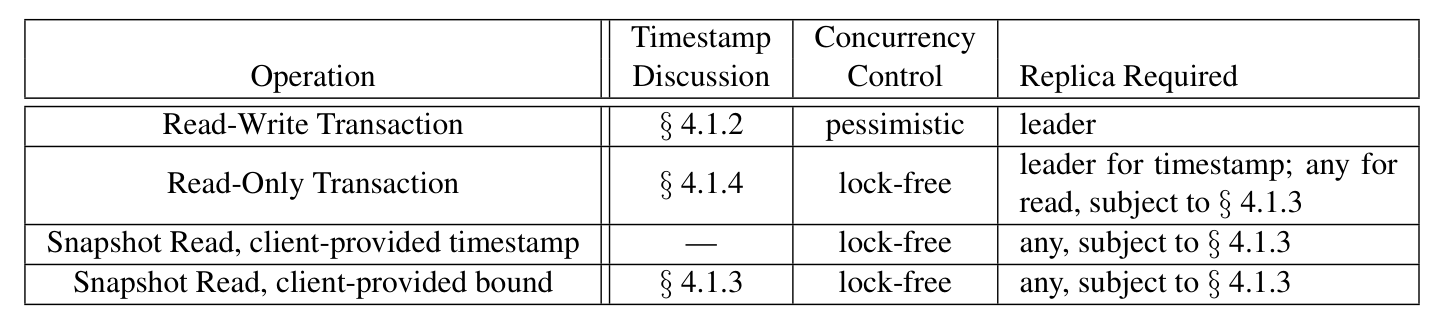 Timestamp Concurrency
Operation Discussion Control Replica Required
Read-Write Transaction § 4.1.2 pessimistic leader
Read-Only Transaction § 4.1.4 lock-free leader for timestamp; any for
read, subject to § 4.1.3
Snapshot Read, client-provided timestamp — lock-free any, subject to § 4.1.3
Snapshot Read, client-provided bound § 4.1.3 lock-free any, subject to § 4.1.3